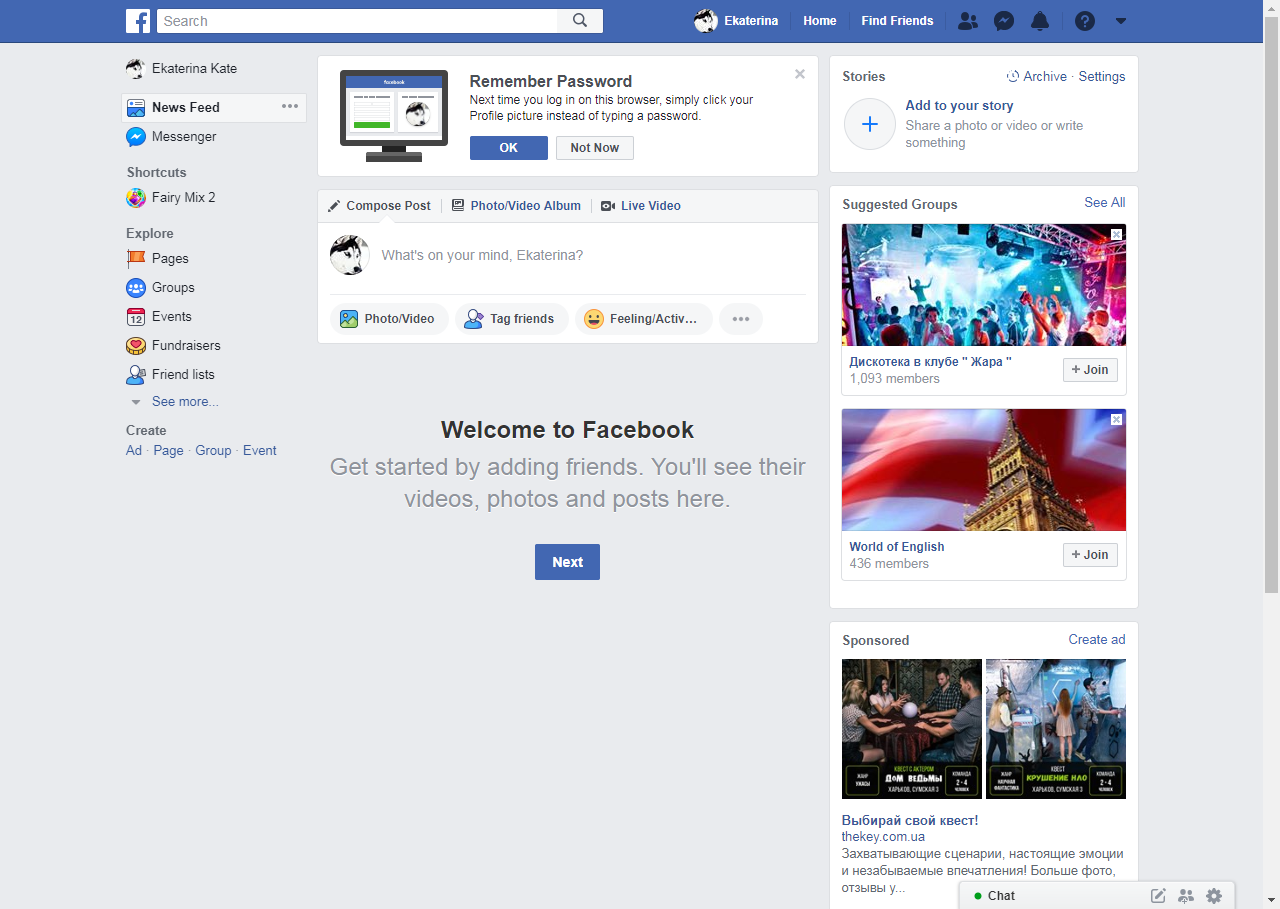 Search
Ekaterina
Home
Find Friends
Ekaterina Kate
News Feed
Messenger
Shortcuts
Fairy Mix 2
Explore
Pages
Groups
12
Events
Fundraisers
Friend lists
See more...
Create
Ad · Page · Group · Event
facebook
Remember Password
Next time you log in on this browser, simply click your
Profile picture instead of typing a password.
OK
Not Now
Compose Post
Photo/Video Album
Live Video
What's on your mind, Ekaterina?
Photo/Video
Tag friends
Feeling/Activ...
Welcome to Facebook
Get started by adding friends. You'll see their
videos, photos and posts here.
Next
Stories
Archive · Settings
Add to your story
Share a photo or video or write
something
Suggested Groups
See All
Дискотека в клубе " Жара "
1,093 members
+ Join
World of English
436 members
+ Join
Sponsored
Create ad
ЖАНР
УЖАСЫ
КВЕСТ С АКТЕРОМ
ДОМ ВЕДЬМЫ
ХАРЬКОВ, СУМСКАЯ 3
КОМАНДА
2-4
ЧЕЛОВЕК
ЖАНР
НАУЧНАЯ
ФАНТАСТИКА
КВЕСТ
КРУШЕНИЕ НЛО
ХАРЬКОВ, СУМСКАЯ 3
КОМАНДА
2-4
ЧЕЛОВЕК
Выбирай свой квест!
thekey.com.ua
Захватывающие сценарии, настоящие эмоции
и незабываемые впечатления! Больше фото,
отзывы у...
Chat